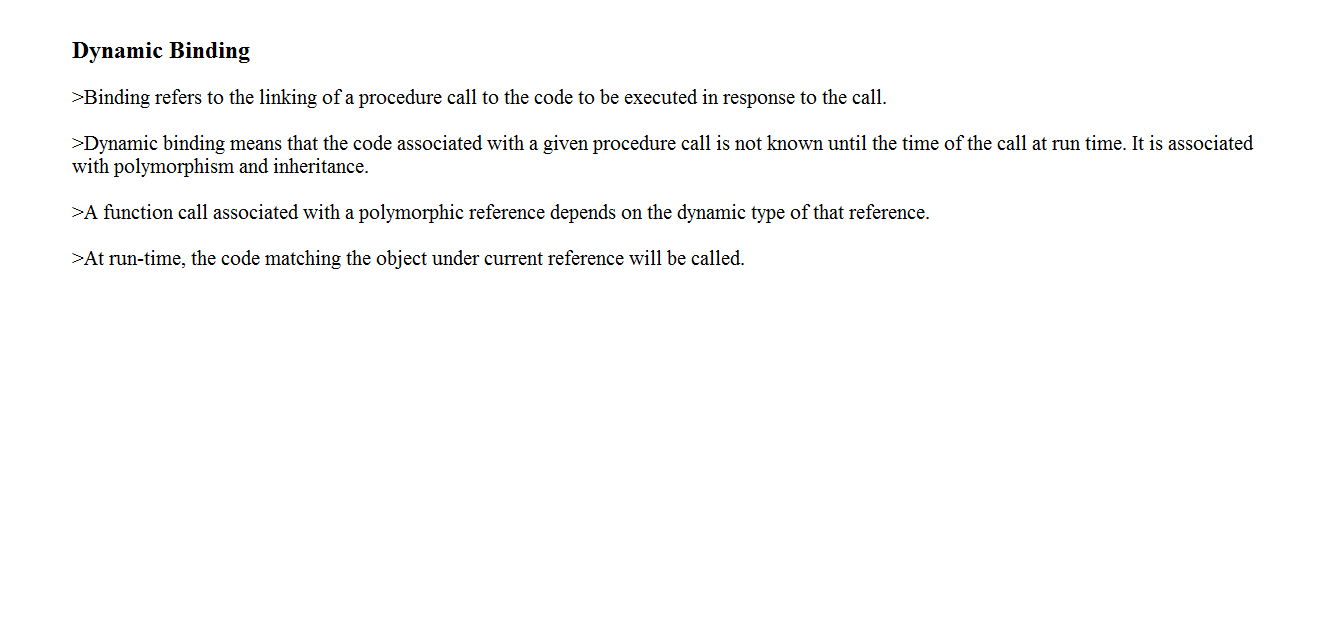 Dynamic Binding
>Binding refers to the linking of a procedure call to the code to be executed in response to the call.
>Dynamic binding means that the code associated with a given procedure call is not known until the time of the call at run time. It is associated
with polymorphism and inheritance.
>A function call associated with a polymorphic reference depends on the dynamic type of that reference.
>At run-time, the code matching the object under current reference will be called.